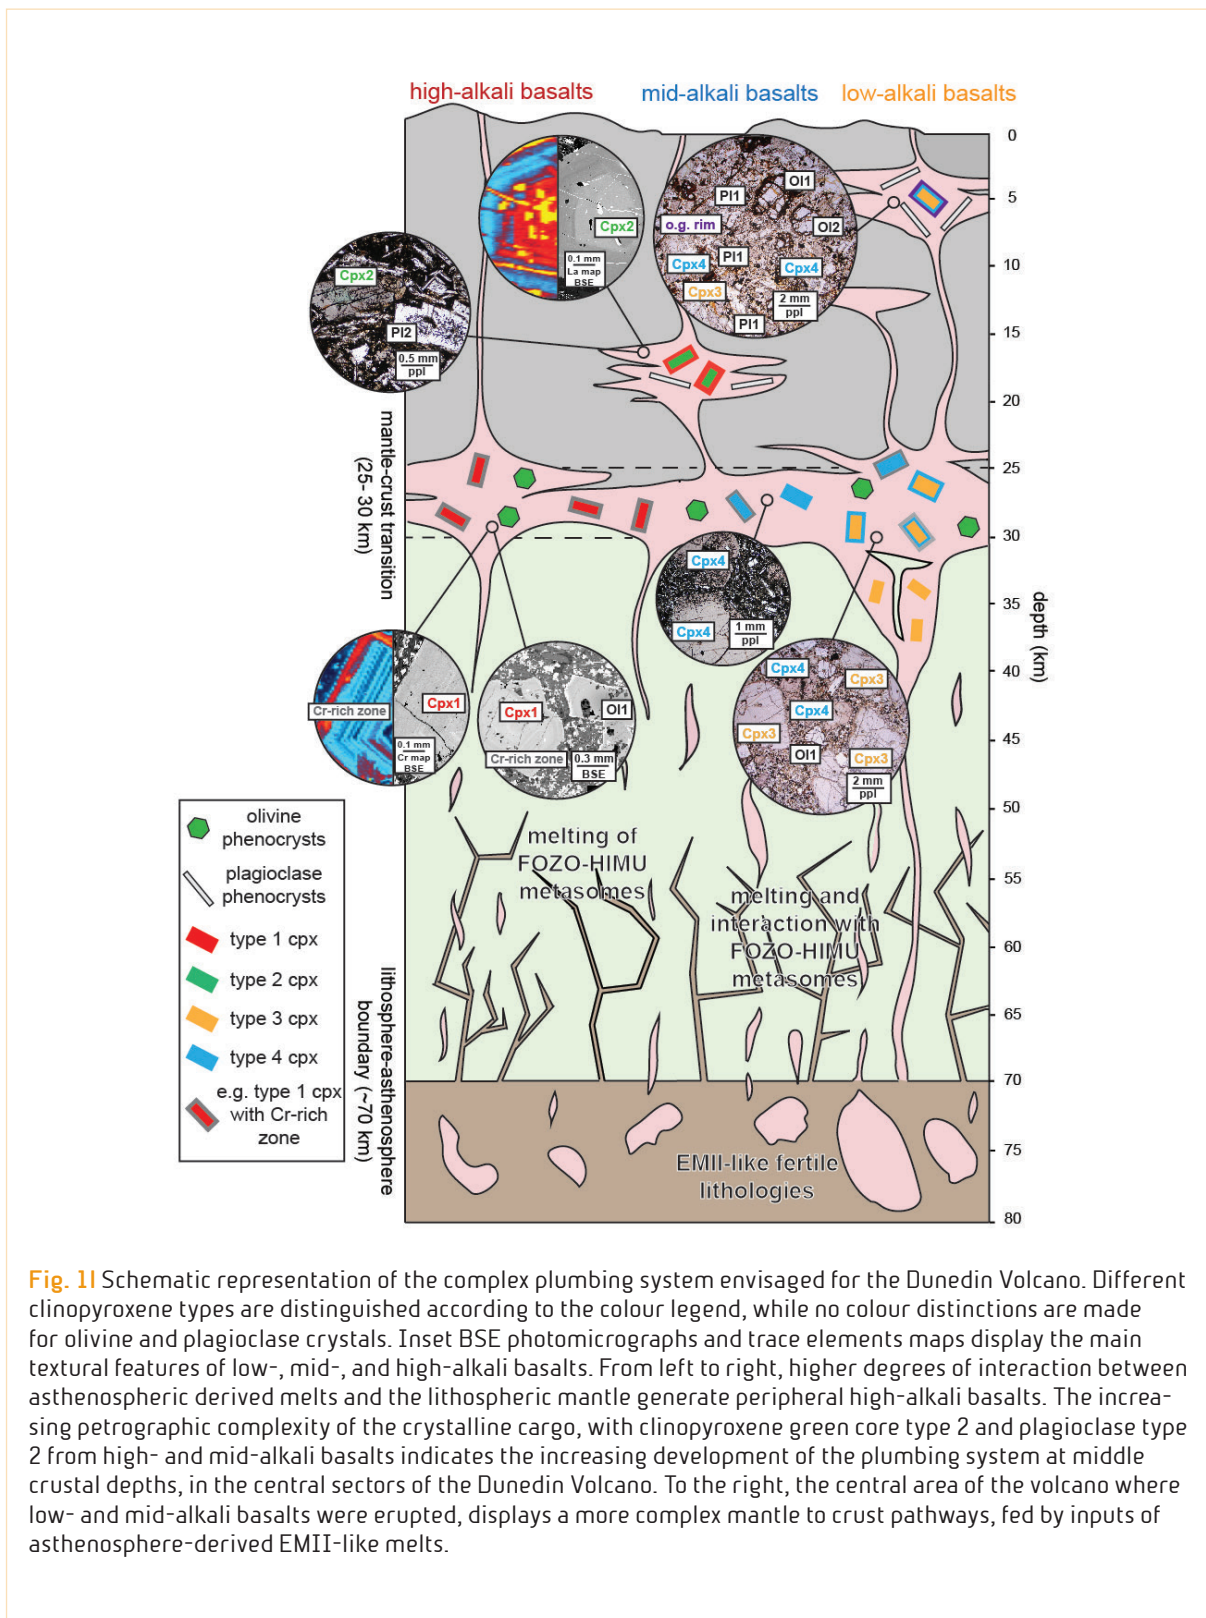 high-alkali basalts
mid-alkali basalts
low-alkali basalts
0
5
10
15
20
25
30
35
40
45
50
55
60
65
70
75
80
depth (km)
Cpx2
0.1 mm
La map
BSE
Pl1
Ol1
o.g. rim
Ol2
Cpx4
Pl1
Cpx4
Cpx3
2 mm
ppl
Pl1
Cpx2
Pl2
0.5 mm
ppl
mantle-crust transition
(25- 30 km)
Cpx4
Cpx4
1 mm
ppl
Cr-rich zone
Cpx1
0.1 mm
Cr map
BSE
Cpx1
Ol1
Cr-rich zone
0.3 mm
BSE
Cpx4
Cpx3
Cpx4
Cpx3
Ol1
Cpx3
2 mm
ppl
olivine
phenocrysts
plagioclase
phenocrysts
type 1 cpx
type 2 cpx
type 3 cpx
type 4 cpx
e.g. type 1 cpx
with Cr-rich
zone
melting of
FOZO-HIMU
metasomes
melting and
interaction with
FOZO-HIMU
metasomes
lithosphere-asthenosphere
boundary (~70 km)
EMII-like fertile
lithologies
Fig. 11 Schematic representation of the complex plumbing system envisaged for the Dunedin Volcano. Different
clinopyroxene types are distinguished according to the colour legend, while no colour distinctions are made
for olivine and plagioclase crystals. Inset BSE photomicrographs and trace elements maps display the main
textural features of low-, mid-, and high-alkali basalts. From left to right, higher degrees of interaction between
asthenospheric derived melts and the lithospheric mantle generate peripheral high-alkali basalts. The increa-
sing petrographic complexity of the crystalline cargo, with clinopyroxene green core type 2 and plagioclase type
2 from high- and mid-alkali basalts indicates the increasing development of the plumbing system at middle
crustal depths, in the central sectors of the Dunedin Volcano. To the right, the central area of the volcano where
low- and mid-alkali basalts were erupted, displays a more complex mantle to crust pathways, fed by inputs of
asthenosphere-derived EMII-like melts.